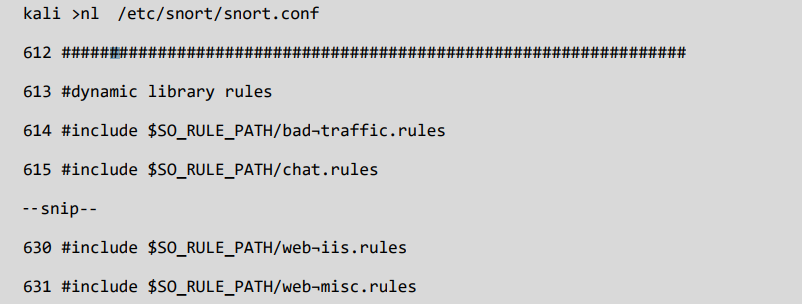 kali >nl  /etc/snort/snort.conf
612 #################################################################
613 #dynamic library rules
614 #include $SO_RULE_PATH/bad¬traffic.rules
615 #include $SO_RULE_PATH/chat.rules
--snip--
630 #include $SO_RULE_PATH/web¬iis.rules
631 #include $SO_RULE_PATH/web¬misc.rules